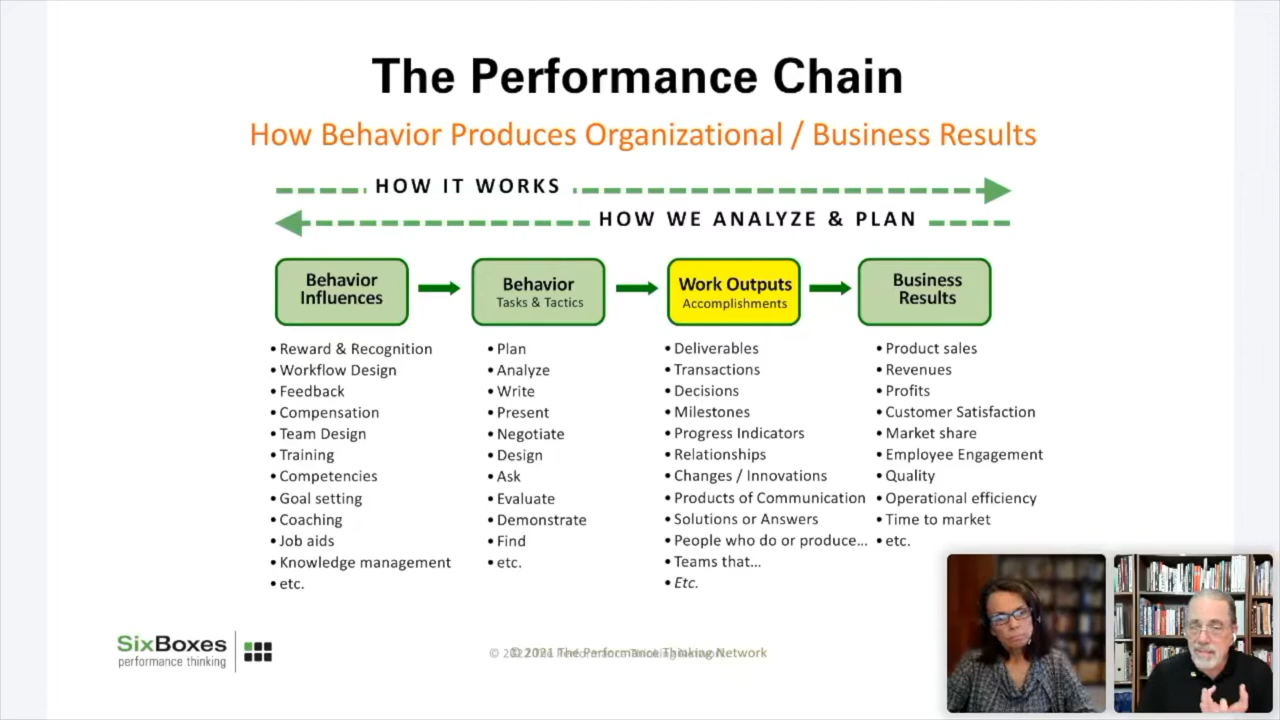 The Performance Chain
How Behavior Produces Organizational / Business Results
HOW IT WORKS
HOW WE ANALYZE & PLAN
Behavior
Influences
• Reward & Recognition
• Workflow Design
• Feedback
• Compensation
• Team Design
• Training
• Competencies
• Goal setting
• Coaching
• Job aids
• Knowledge management
• etc.
Behavior
Tasks & Tactics
• Plan
• Analyze
• Write
• Present
• Negotiate
• Design
• Ask
• Evaluate
• Demonstrate
• Find
• etc.
Work Outputs
Accomplishments
• Deliverables
• Transactions
• Decisions
• Milestones
• Progress Indicators
• Relationships
• Changes / Innovations
• Products of Communication
• Solutions or Answers
• People who do or produce...
• Teams that...
• Etc.
Business
Results
• Product sales
• Revenues
• Profits
• Customer Satisfaction
• Market share
• Employee Engagement
• Quality
• Operational efficiency
• Time to market
• etc.
SixBoxes
performance thinking
© 2021 The Performance Thinking Network